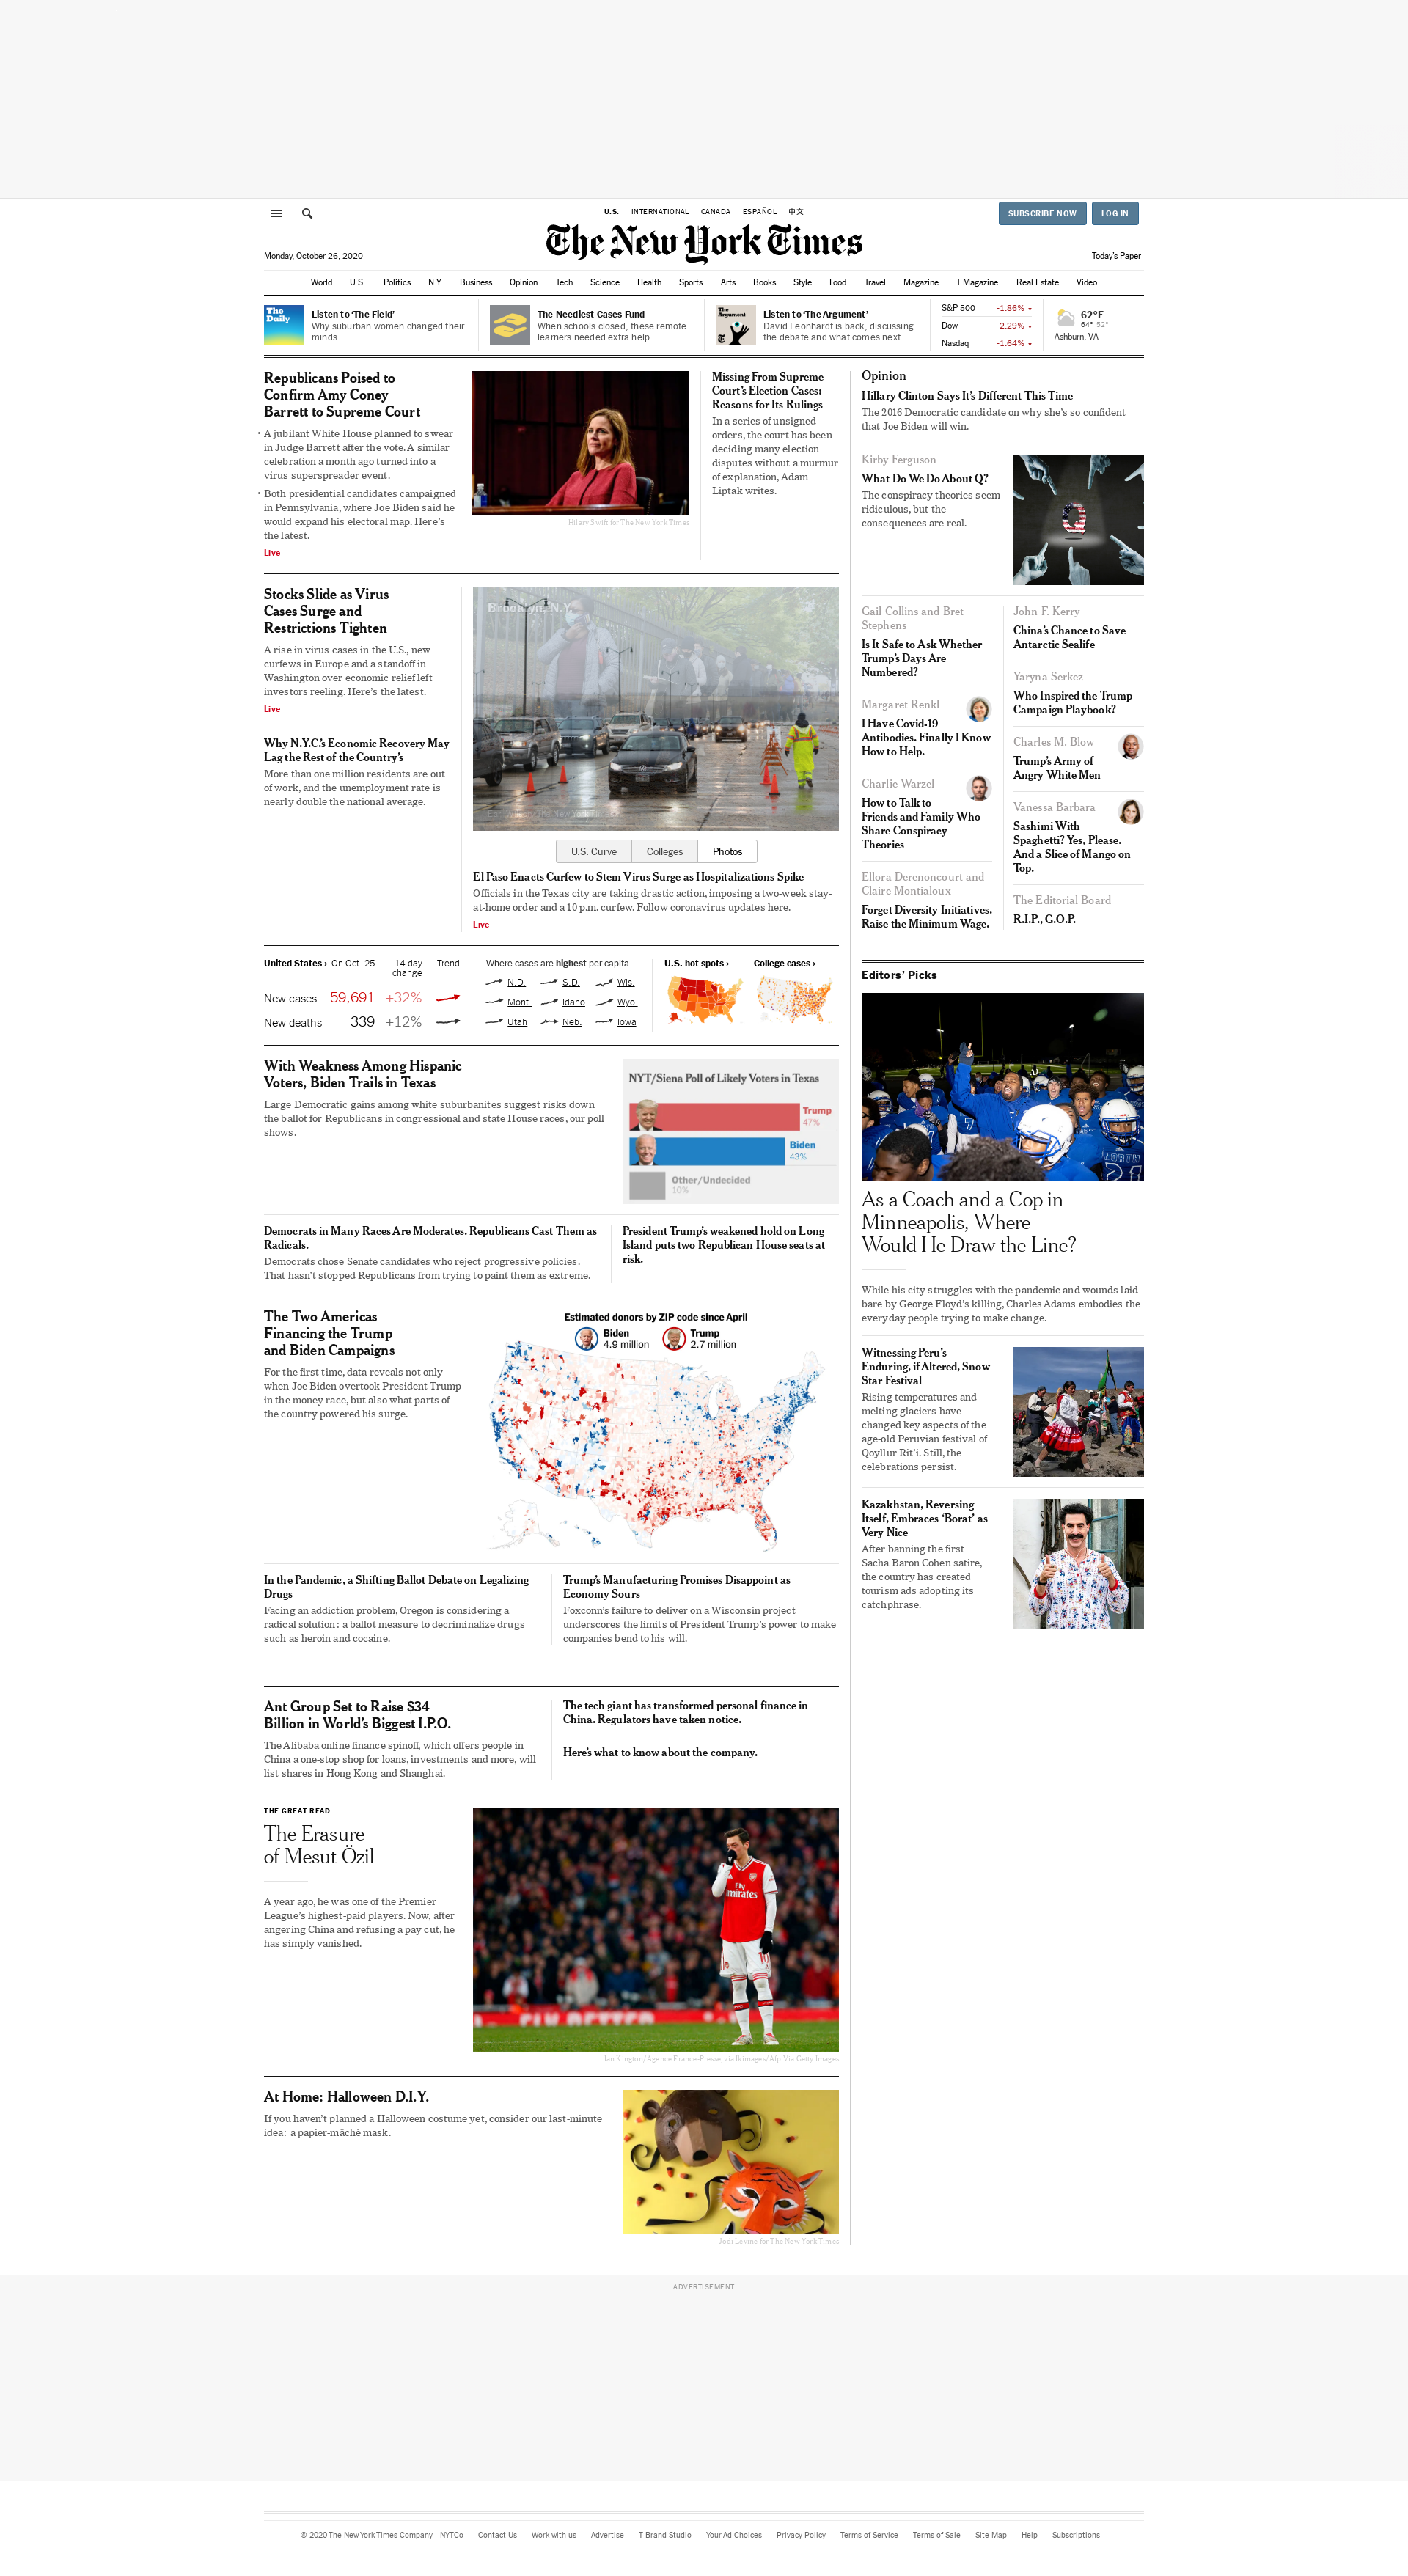 U.S. INTERNATIONAL CANADA ESPAÑOL 中文
SUBSCRIBE NOW LOG IN
The New York Times
Monday, October 26, 2020
Today's Paper
World U.S. Politics N.Y. Business Opinion Tech Science Health Sports Arts Books Style Food Travel Magazine T Magazine Real Estate Video
The Daily
Listen to ‘The Field’
Why suburban women changed their
minds.
The Neediest Cases Fund
When schools closed, these remote
learners needed extra help.
The Argument
Listen to ‘The Argument’
David Leonhardt is back, discussing
the debate and what comes next.
S&P 500 -1.86%
Dow -2.29%
Nasdaq -1.64%
62°F
64° 52°
Ashburn, VA
Republicans Poised to
Confirm Amy Coney
Barrett to Supreme Court
• A jubilant White House planned to swear
in Judge Barrett after the vote. A similar
celebration a month ago turned into a
virus superspreader event.
• Both presidential candidates campaigned
in Pennsylvania, where Joe Biden said he
would expand his electoral map. Here’s
the latest.
Live
Hilary Swift for The New York Times
Missing From Supreme
Court’s Election Cases:
Reasons for Its Rulings
In a series of unsigned
orders, the court has been
deciding many election
disputes without a murmur
of explanation, Adam
Liptak writes.
Stocks Slide as Virus
Cases Surge and
Restrictions Tighten
A rise in virus cases in the U.S., new
curfews in Europe and a standoff in
Washington over economic relief left
investors reeling. Here’s the latest.
Live
Why N.Y.C.’s Economic Recovery May
Lag the Rest of the Country’s
More than one million residents are out
of work, and the unemployment rate is
nearly double the national average.
Brooklyn, N.Y.
U.S. Curve Colleges Photos
El Paso Enacts Curfew to Stem Virus Surge as Hospitalizations Spike
Officials in the Texas city are taking drastic action, imposing a two-week stay-
at-home order and a 10 p.m. curfew. Follow coronavirus updates here.
Live
United States › On Oct. 25 14-day
change Trend
New cases 59,691 +32%
New deaths 339 +12%
Where cases are highest per capita
N.D. S.D. Wis.
Mont. Idaho Wyo.
Utah Neb. Iowa
U.S. hot spots › College cases ›
With Weakness Among Hispanic
Voters, Biden Trails in Texas
Large Democratic gains among white suburbanites suggest risks down
the ballot for Republicans in congressional and state House races, our poll
shows.
NYT/Siena Poll of Likely Voters in Texas
Trump
47%
Biden
43%
Other/Undecided
10%
Democrats in Many Races Are Moderates. Republicans Cast Them as
Radicals.
Democrats chose Senate candidates who reject progressive policies.
That hasn’t stopped Republicans from trying to paint them as extreme.
President Trump’s weakened hold on Long
Island puts two Republican House seats at
risk.
The Two Americas
Financing the Trump
and Biden Campaigns
For the first time, data reveals not only
when Joe Biden overtook President Trump
in the money race, but also what parts of
the country powered his surge.
Estimated donors by ZIP code since April
Biden
4.9 million
Trump
2.7 million
In the Pandemic, a Shifting Ballot Debate on Legalizing
Drugs
Facing an addiction problem, Oregon is considering a
radical solution: a ballot measure to decriminalize drugs
such as heroin and cocaine.
Trump’s Manufacturing Promises Disappoint as
Economy Sours
Foxconn’s failure to deliver on a Wisconsin project
underscores the limits of President Trump’s power to make
companies bend to his will.
Ant Group Set to Raise $34
Billion in World’s Biggest I.P.O.
The Alibaba online finance spinoff, which offers people in
China a one-stop shop for loans, investments and more, will
list shares in Hong Kong and Shanghai.
The tech giant has transformed personal finance in
China. Regulators have taken notice.
Here’s what to know about the company.
THE GREAT READ
The Erasure
of Mesut Özil
A year ago, he was one of the Premier
League’s highest-paid players. Now, after
angering China and refusing a pay cut, he
has simply vanished.
Fly
Emirates
Ian Kington/Agence France-Presse, via Ikimages/Afp Via Getty Images
At Home: Halloween D.I.Y.
If you haven’t planned a Halloween costume yet, consider our last-minute
idea: a papier-mâché mask.
Jodi Levine for The New York Times
Opinion
Hillary Clinton Says It’s Different This Time
The 2016 Democratic candidate on why she’s so confident
that Joe Biden will win.
Kirby Ferguson
What Do We Do About Q?
The conspiracy theories seem
ridiculous, but the
consequences are real.
Q
Gail Collins and Bret
Stephens
Is It Safe to Ask Whether
Trump’s Days Are
Numbered?
Margaret Renkl
I Have Covid-19
Antibodies. Finally I Know
How to Help.
Charlie Warzel
How to Talk to
Friends and Family Who
Share Conspiracy
Theories
Ellora Derenoncourt and
Claire Montialoux
Forget Diversity Initiatives.
Raise the Minimum Wage.
John F. Kerry
China’s Chance to Save
Antarctic Sealife
Yaryna Serkez
Who Inspired the Trump
Campaign Playbook?
Charles M. Blow
Trump’s Army of
Angry White Men
Vanessa Barbara
Sashimi With
Spaghetti? Yes, Please.
And a Slice of Mango on
Top.
The Editorial Board
R.I.P., G.O.P.
Editors’ Picks
NORTH
21
As a Coach and a Cop in
Minneapolis, Where
Would He Draw the Line?
While his city struggles with the pandemic and wounds laid
bare by George Floyd’s killing, Charles Adams embodies the
everyday people trying to make change.
Witnessing Peru’s
Enduring, if Altered, Snow
Star Festival
Rising temperatures and
melting glaciers have
changed key aspects of the
age-old Peruvian festival of
Qoyllur Rit’i. Still, the
celebrations persist.
Kazakhstan, Reversing
Itself, Embraces ‘Borat’ as
Very Nice
After banning the first
Sacha Baron Cohen satire,
the country has created
tourism ads adopting its
catchphrase.
ADVERTISEMENT
© 2020 The New York Times Company NYTCo Contact Us Work with us Advertise T Brand Studio Your Ad Choices Privacy Policy Terms of Service Terms of Sale Site Map Help Subscriptions